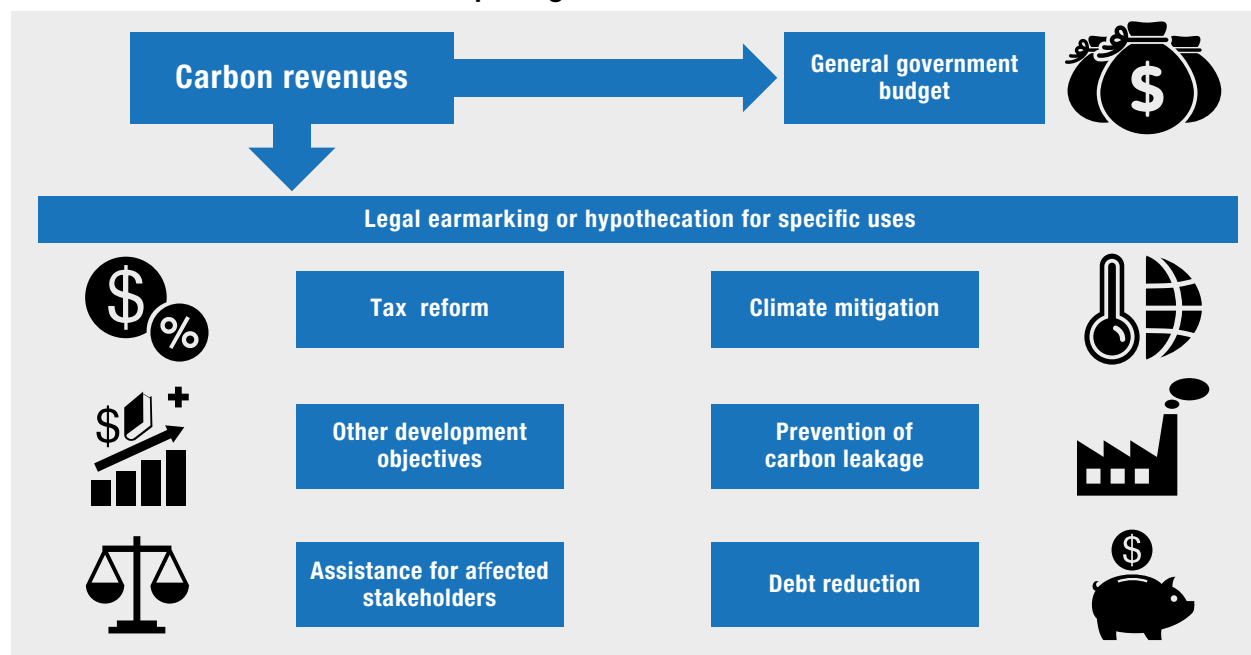 Carbon revenues
General government
budget
$
Legal earmarking or hypothecation for specific uses
$
%
Tax reform
Climate mitigation
$
Other development
objectives
Prevention of
carbon leakage
Assistance for affected
stakeholders
Debt reduction
$